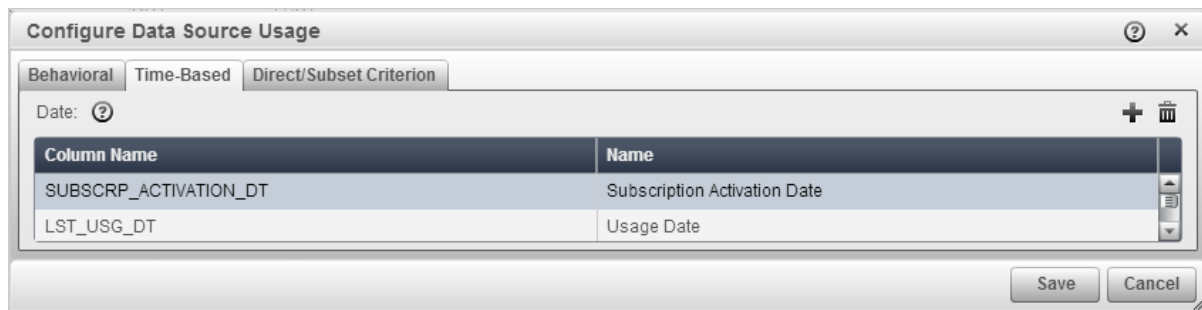 Configure Data Source Usage
Behavioral Time-Based Direct/Subset Criterion
Date:
Column Name Name
SUBSCRP_ACTIVATION_DT Subscription Activation Date
LST_USG_DT Usage Date
Save Cancel